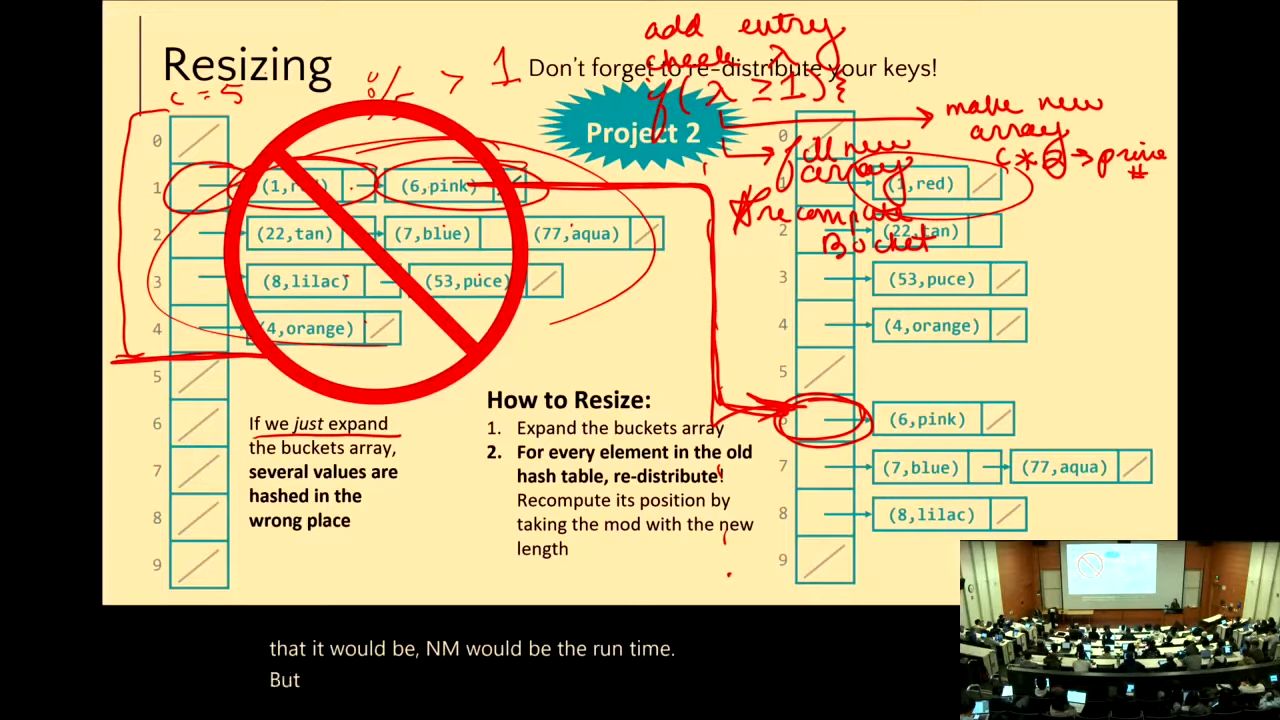 Resizing
Don't forget to re-distribute your keys!
add entry
check λ
if(λ ≥ 1){
c = 5
8/5 > 1
Project 2
make new
array
c * 2 → prime
#
fill new
array
recompute
Bucket
0
1
(1,red)
(6,pink)
2
(22,tan)
(7,blue)
(77,aqua)
3
(8,lilac)
(53,puce)
4
(4,orange)
5
6
7
8
9
If we just expand
the buckets array,
several values are
hashed in the
wrong place
How to Resize:
1. Expand the buckets array
2. For every element in the old
hash table, re-distribute!
Recompute its position by
taking the mod with the new
length
0
(1,red)
2
(22,tan)
3
(53,puce)
4
(4,orange)
5
(6,pink)
7
(7,blue)
(77,aqua)
8
(8,lilac)
9
that it would be, NM would be the run time.
But